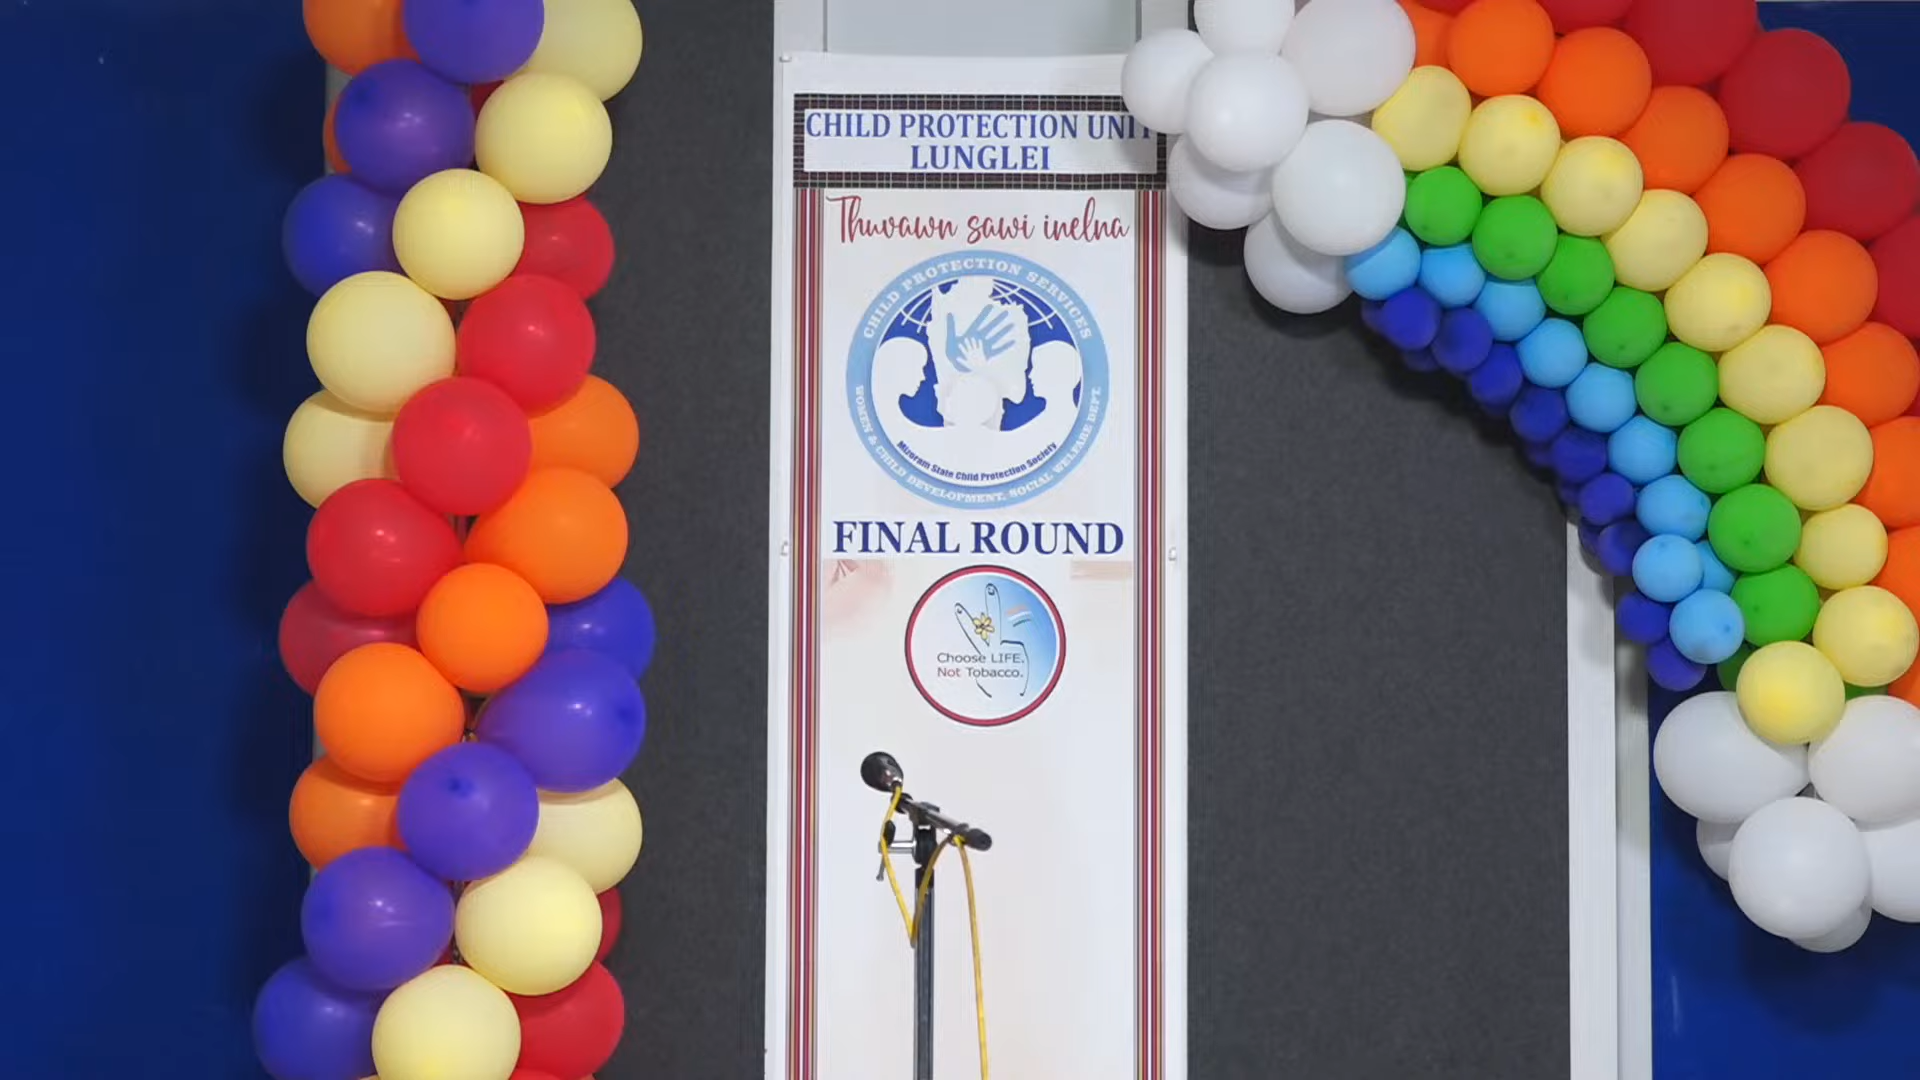 CHILD PROTECTION UNIT
LUNGLEI
Thuvawn sawi inelna
CHILD PROTECTION SERVICES
Mizoram State Child Protection Society
WOMEN & CHILD DEVELOPMENT, SOCIAL WELFARE DEPT.
FINAL ROUND
Choose LIFE.
Not Tobacco.